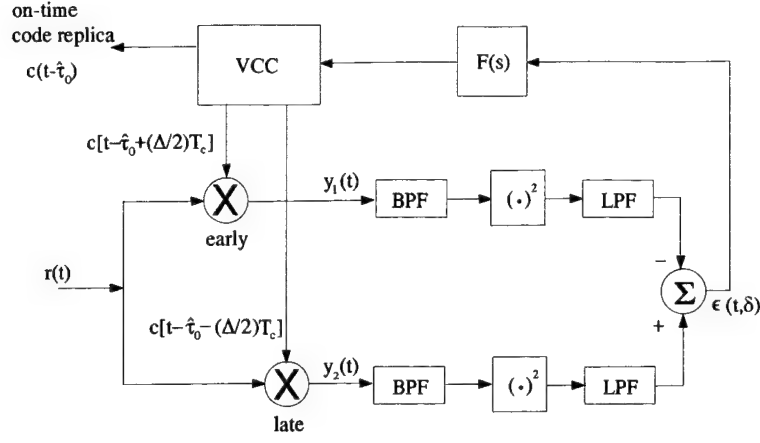 on-time
code replica
c(t-τ̂₀)
VCC
F(s)
c[t-τ̂₀+(Δ/2)T_c]
y₁(t)
BPF
(·)²
LPF
X
early
r(t)
−
Σ
ϵ (t,δ)
+
c[t-τ̂₀-(Δ/2)T_c]
y₂(t)
X
BPF
(·)²
LPF
late